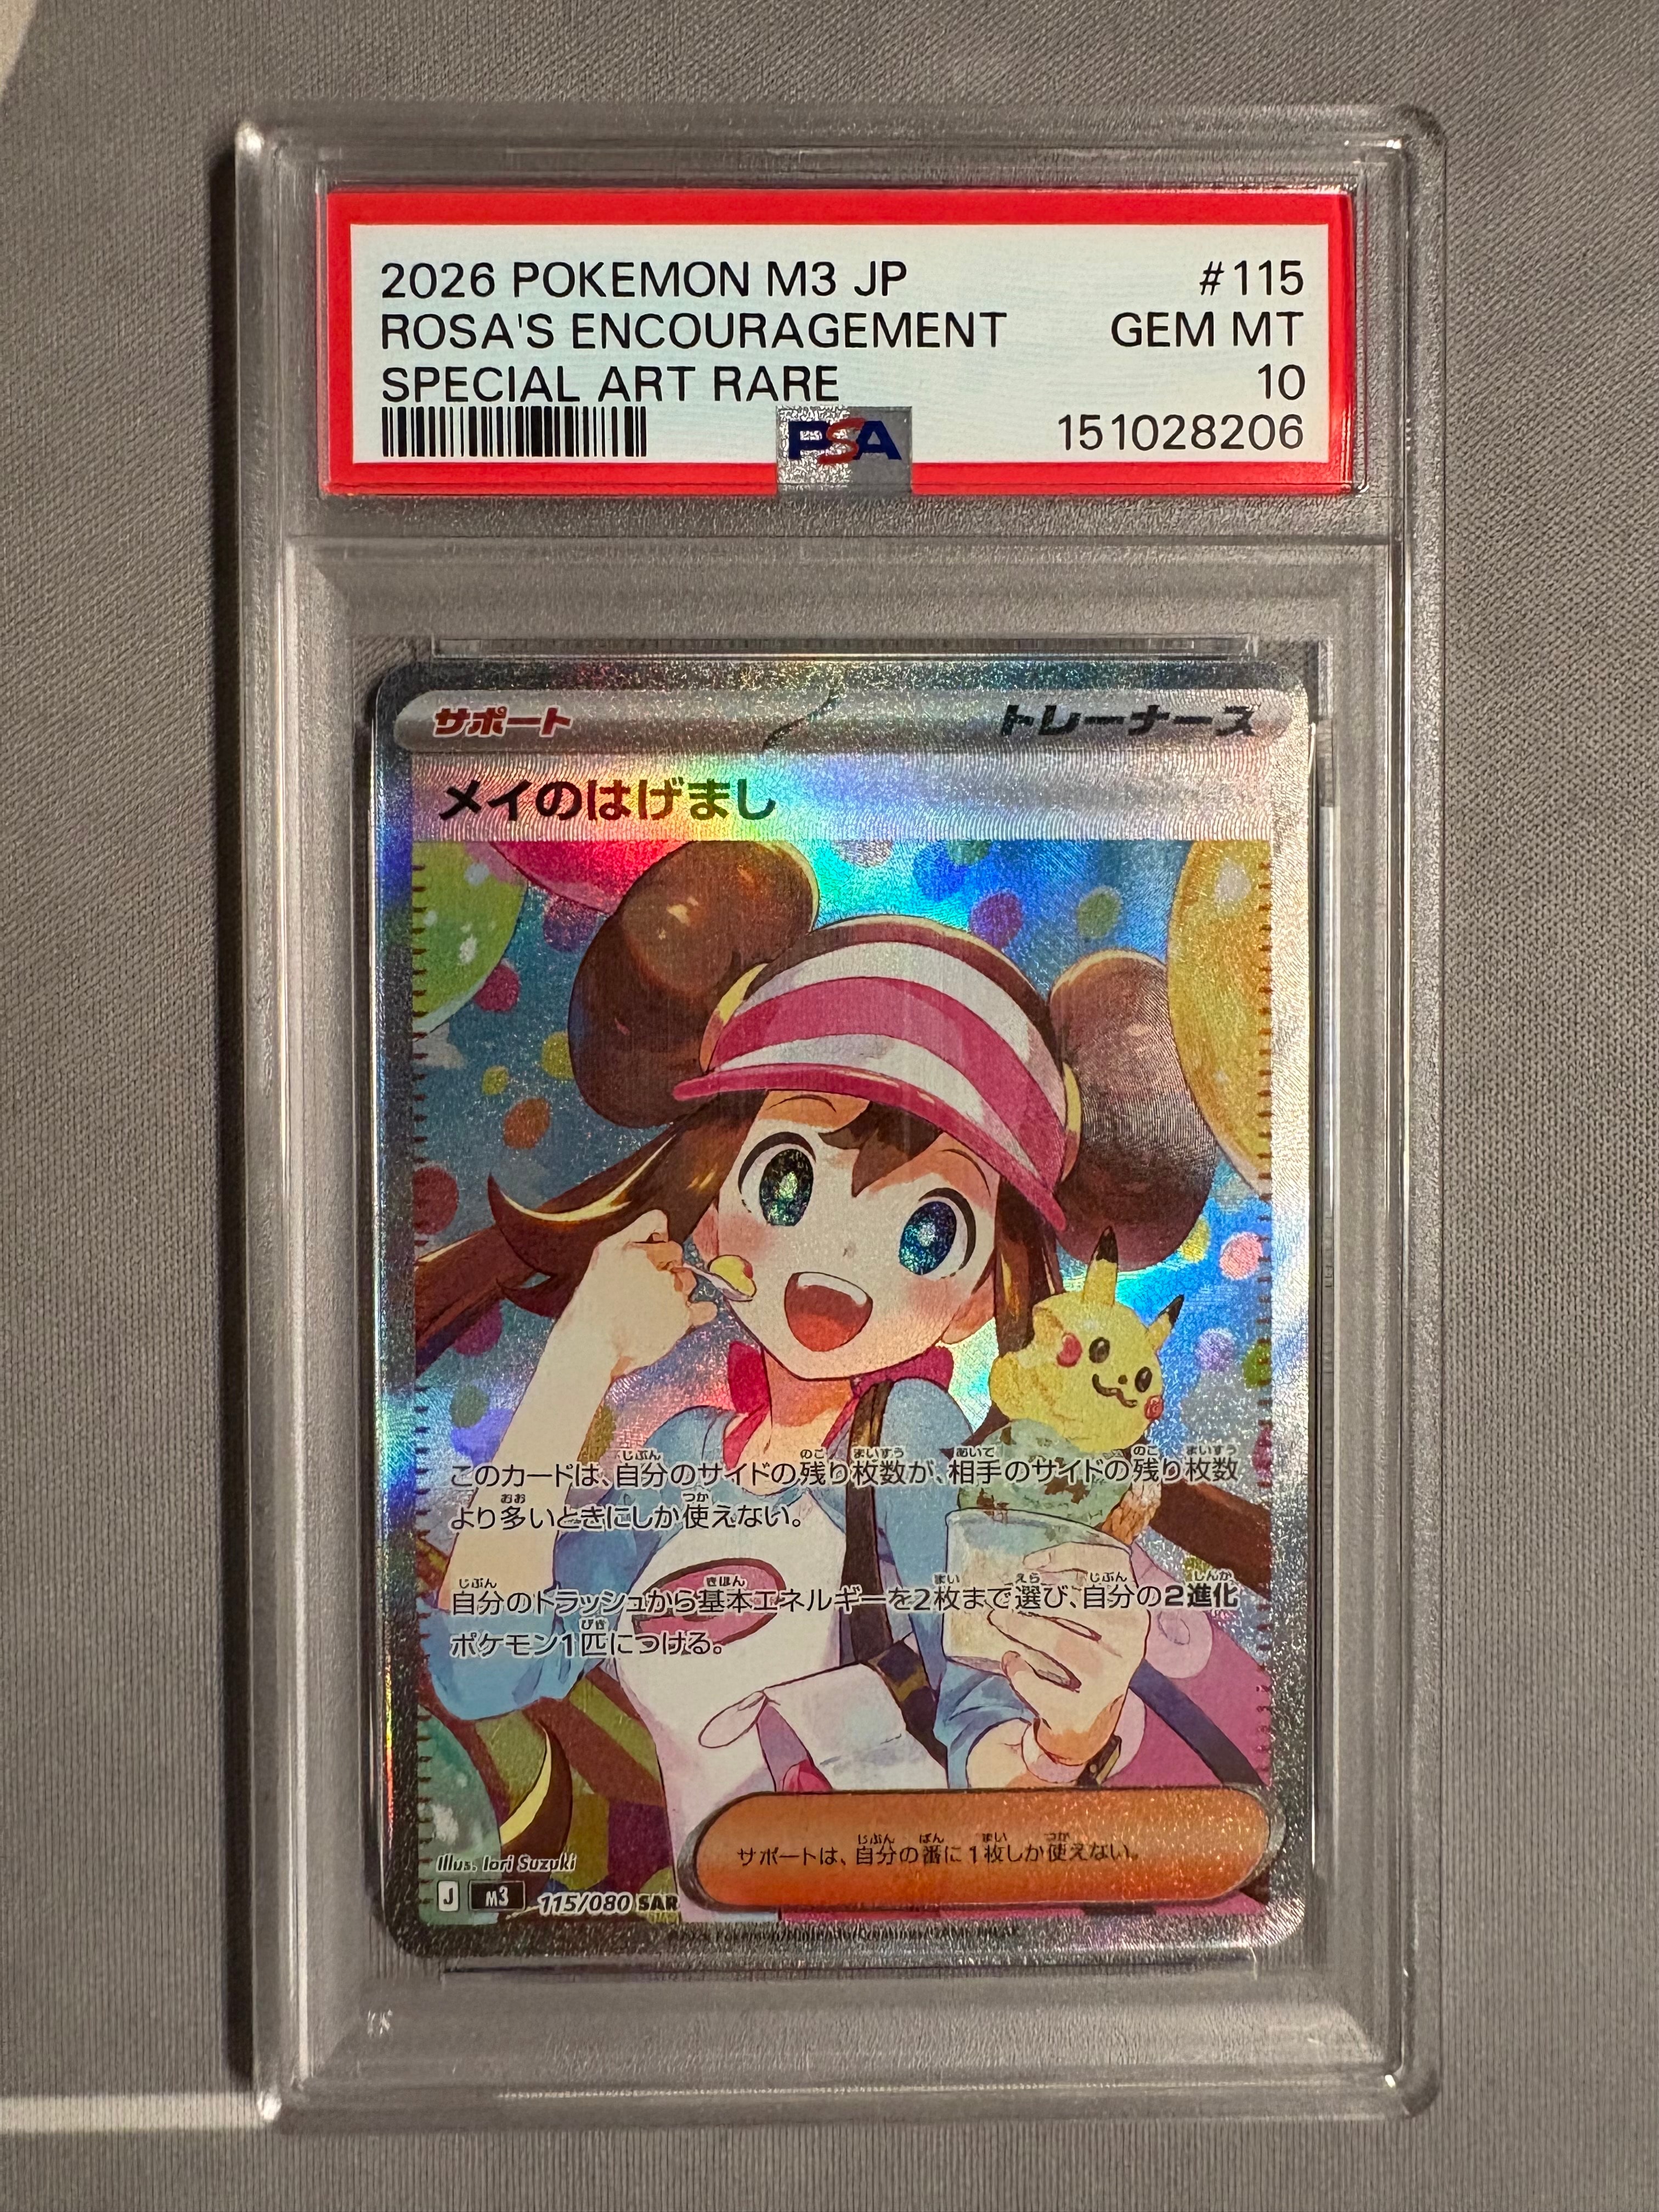 2026 POKEMON M3 JP #115
ROSA'S ENCOURAGEMENT GEM MT
SPECIAL ART RARE 10
PSA 151028206
サポート トレーナーズ
メイのはげまし
このカードは、自分のサイドの残り枚数が、相手のサイドの残り枚数
より多いときにしか使えない。
自分のトラッシュから基本エネルギーを2枚まで選び、自分の2進化
ポケモン1匹につける。
サポートは、自分の番に1枚しか使えない。
Illus. Iori Suzuki
J M3 115/080 SAR